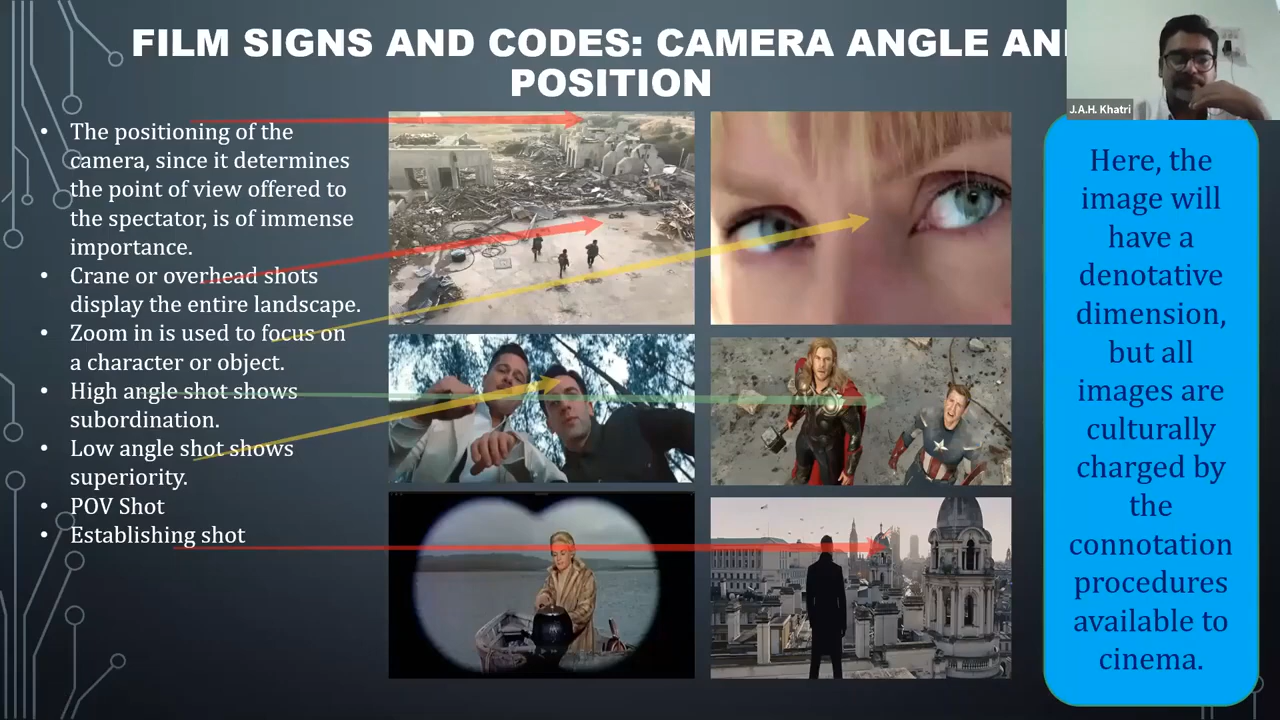 FILM SIGNS AND CODES: CAMERA ANGLE AN
POSITION
J.A.H. Khatri
• The positioning of the
camera, since it determines
the point of view offered to
the spectator, is of immense
importance.
• Crane or overhead shots
display the entire landscape.
• Zoom in is used to focus on
a character or object.
• High angle shot shows
subordination.
• Low angle shot shows
superiority.
• POV Shot
• Establishing shot
Here, the
image will
have a
denotative
dimension,
but all
images are
culturally
charged by
the
connotation
procedures
available to
cinema.